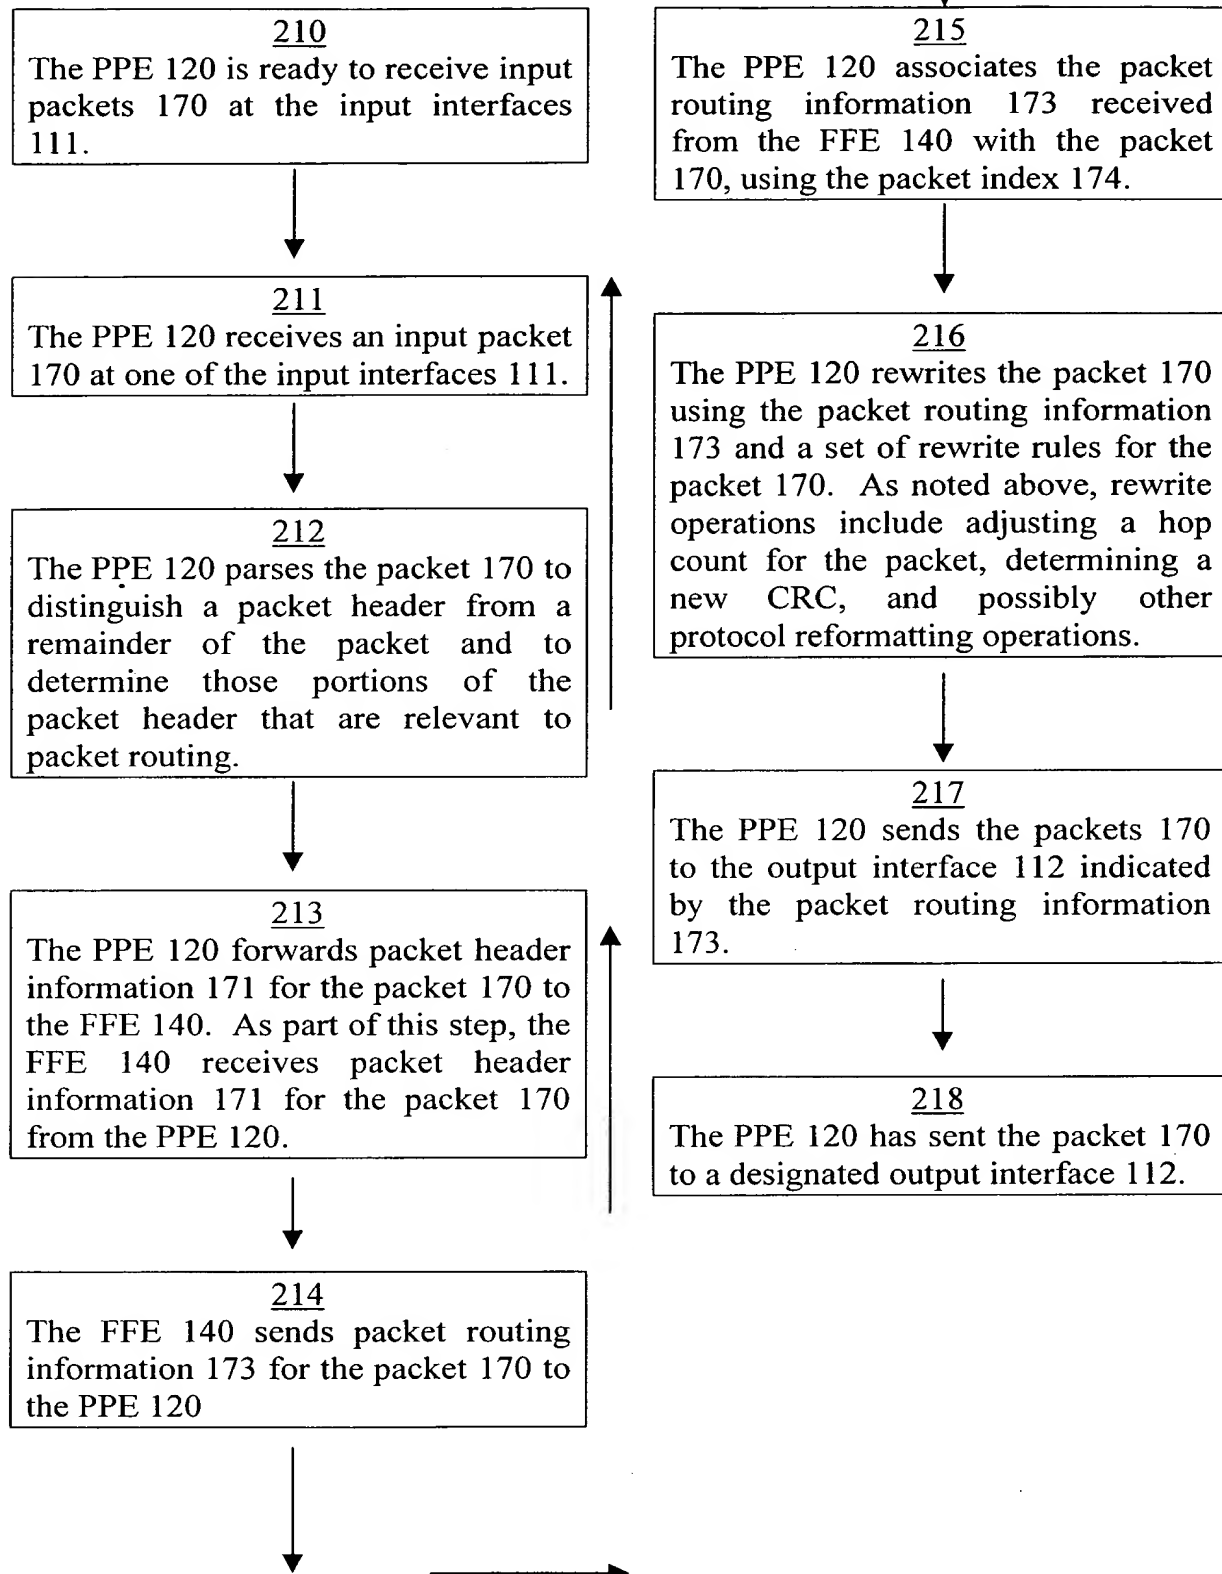 210
The PPE 120 is ready to receive input
packets 170 at the input interfaces
111.
211
The PPE 120 receives an input packet
170 at one of the input interfaces 111.
212
The PPE 120 parses the packet 170 to
distinguish a packet header from a
remainder of the packet and to
determine those portions of the
packet header that are relevant to
packet routing.
213
The PPE 120 forwards packet header
information 171 for the packet 170 to
the FFE 140. As part of this step, the
FFE 140 receives packet header
information 171 for the packet 170
from the PPE 120.
214
The FFE 140 sends packet routing
information 173 for the packet 170 to
the PPE 120
215
The PPE 120 associates the packet
routing information 173 received
from the FFE 140 with the packet
170, using the packet index 174.
216
The PPE 120 rewrites the packet 170
using the packet routing information
173 and a set of rewrite rules for the
packet 170. As noted above, rewrite
operations include adjusting a hop
count for the packet, determining a
new CRC, and possibly other
protocol reformatting operations.
217
The PPE 120 sends the packets 170
to the output interface 112 indicated
by the packet routing information
173.
218
The PPE 120 has sent the packet 170
to a designated output interface 112.